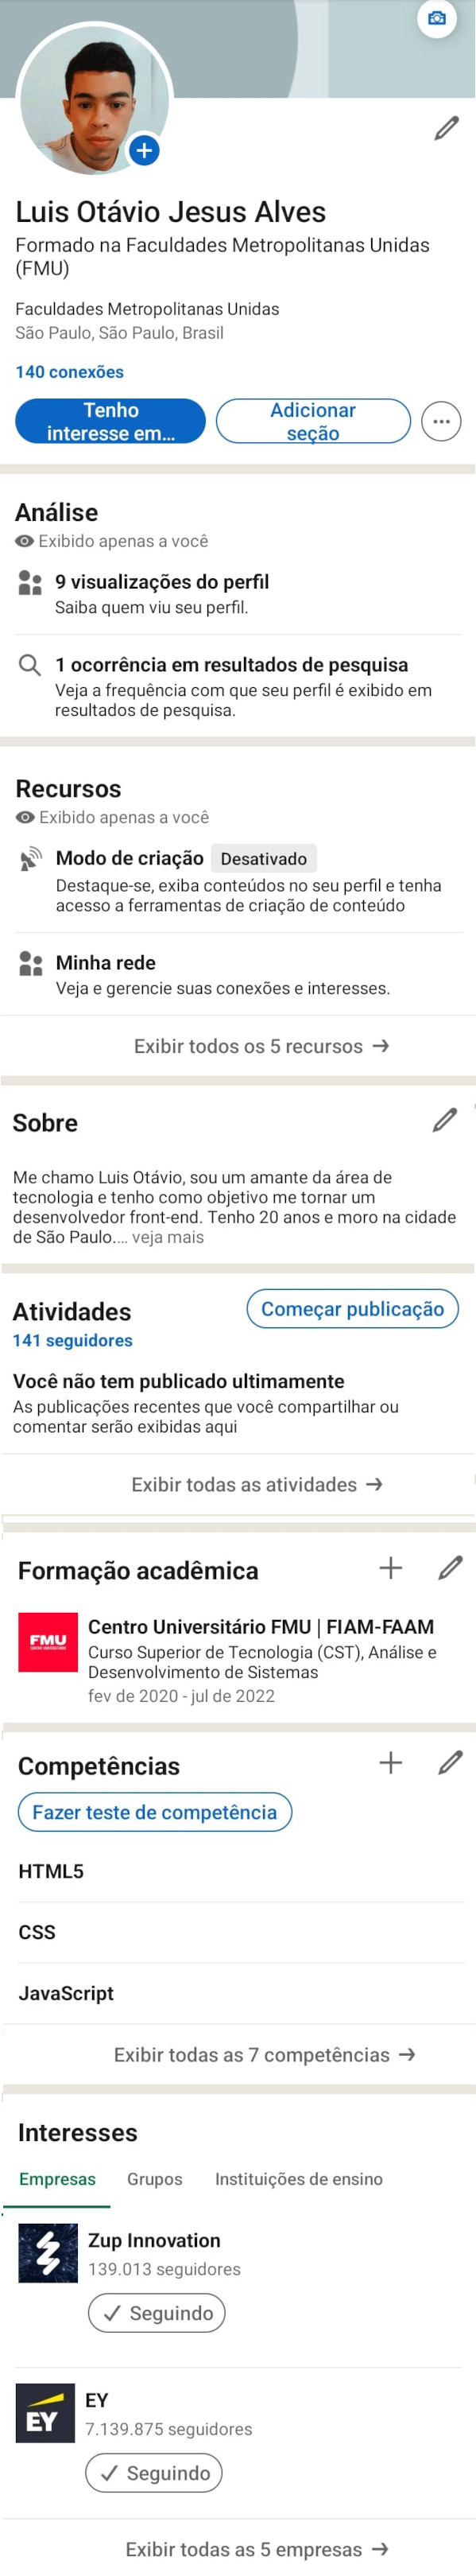 Luis Otávio Jesus Alves
Formado na Faculdades Metropolitanas Unidas
(FMU)
Faculdades Metropolitanas Unidas
São Paulo, São Paulo, Brasil
140 conexões
Tenho
interesse em...
Adicionar
seção
Análise
Exibido apenas a você
9 visualizações do perfil
Saiba quem viu seu perfil.
1 ocorrência em resultados de pesquisa
Veja a frequência com que seu perfil é exibido em
resultados de pesquisa.
Recursos
Exibido apenas a você
Modo de criação Desativado
Destaque-se, exiba conteúdos no seu perfil e tenha
acesso a ferramentas de criação de conteúdo
Minha rede
Veja e gerencie suas conexões e interesses.
Exibir todos os 5 recursos →
Sobre
Me chamo Luis Otávio, sou um amante da área de
tecnologia e tenho como objetivo me tornar um
desenvolvedor front-end. Tenho 20 anos e moro na cidade
de São Paulo.... veja mais
Atividades
Começar publicação
141 seguidores
Você não tem publicado ultimamente
As publicações recentes que você compartilhar ou
comentar serão exibidas aqui
Exibir todas as atividades →
Formação acadêmica
FMU
Centro Universitário FMU | FIAM-FAAM
Curso Superior de Tecnologia (CST), Análise e
Desenvolvimento de Sistemas
fev de 2020 - jul de 2022
Competências
Fazer teste de competência
HTML5
CSS
JavaScript
Exibir todas as 7 competências →
Interesses
Empresas Grupos Instituições de ensino
Zup Innovation
139.013 seguidores
✓ Seguindo
EY
EY
7.139.875 seguidores
✓ Seguindo
Exibir todas as 5 empresas →